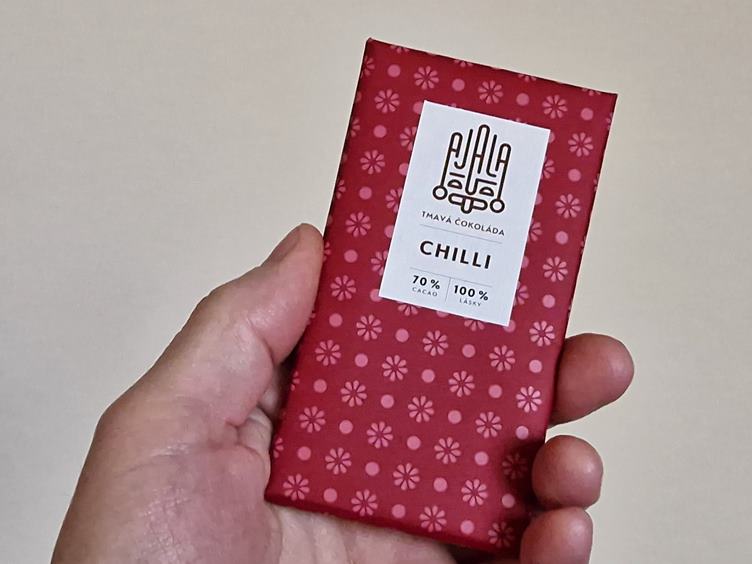 AJALA
TMAVÁ ČOKOLÁDA
CHILLI
70 % 100 %
CACAO LÁSKY